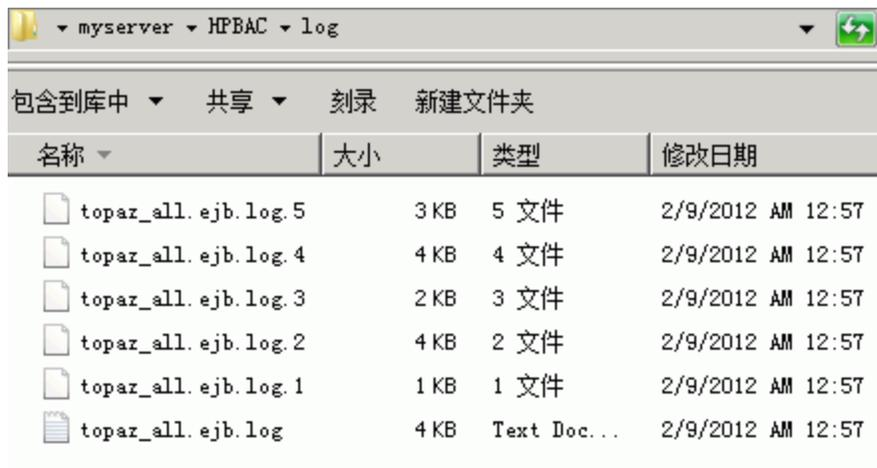 myserver HPBAC log
包含到库中 共享 刻录 新建文件夹
名称 大小 类型 修改日期
topaz_all.ejb.log.5 3 KB 5 文件 2/9/2012 AM 12:57
topaz_all.ejb.log.4 4 KB 4 文件 2/9/2012 AM 12:57
topaz_all.ejb.log.3 2 KB 3 文件 2/9/2012 AM 12:57
topaz_all.ejb.log.2 4 KB 2 文件 2/9/2012 AM 12:57
topaz_all.ejb.log.1 1 KB 1 文件 2/9/2012 AM 12:57
topaz_all.ejb.log 4 KB Text Doc... 2/9/2012 AM 12:57